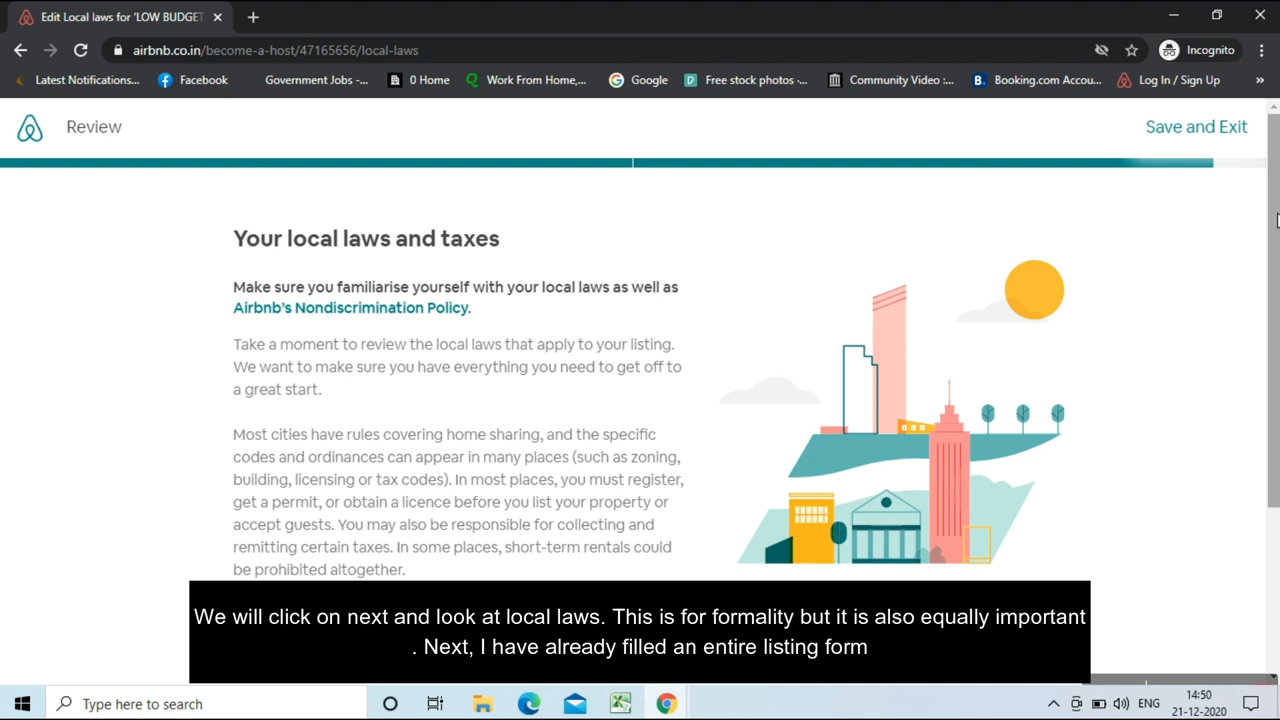 Edit Local laws for 'LOW BUDGET
airbnb.co.in/become-a-host/47165656/local-laws
Incognito
Latest Notifications...
Facebook
Government Jobs -...
0 Home
Work From Home,...
Google
Free stock photos -...
Community Video :...
Booking.com Accou...
Log In / Sign Up
»
Review
Save and Exit
Your local laws and taxes
Make sure you familiarise yourself with your local laws as well as
Airbnb's Nondiscrimination Policy.
Take a moment to review the local laws that apply to your listing.
We want to make sure you have everything you need to get off to
a great start.
Most cities have rules covering home sharing, and the specific
codes and ordinances can appear in many places (such as zoning,
building, licensing or tax codes). In most places, you must register,
get a permit, or obtain a licence before you list your property or
accept guests. You may also be responsible for collecting and
remitting certain taxes. In some places, short-term rentals could
be prohibited altogether.
We will click on next and look at local laws. This is for formality but it is also equally important
. Next, I have already filled an entire listing form
Type here to search
ENG
14:50
21-12-2020